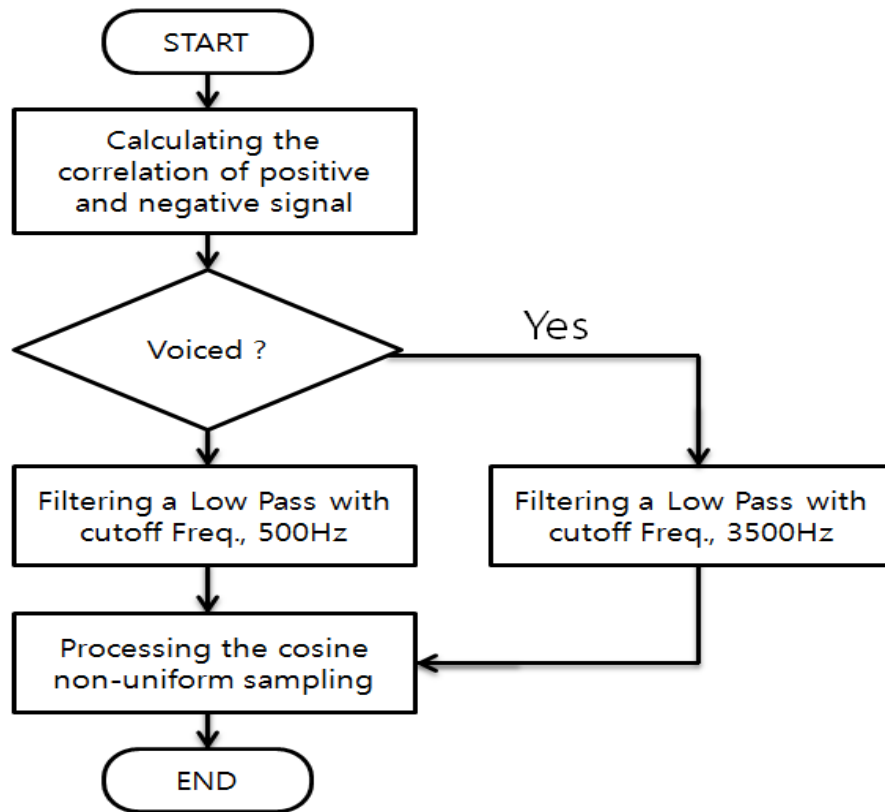 START
Calculating the
correlation of positive
and negative signal
Voiced ?
Yes
Filtering a Low Pass with
cutoff Freq., 500Hz
Filtering a Low Pass with
cutoff Freq., 3500Hz
Processing the cosine
non-uniform sampling
END